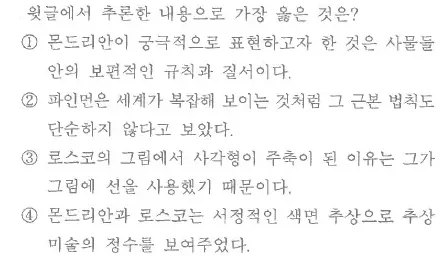 윗글에서 추론한 내용으로 가장 옳은 것은?
① 몬드리안이 궁극적으로 표현하고자 한 것은 사물들
안의 보편적인 규칙과 질서이다.
② 파인먼은 세계가 복잡해 보이는 것처럼 그 근본 법칙도
단순하지 않다고 보았다.
③ 로스코의 그림에서 사각형이 주축이 된 이유는 그가
그림에 선을 사용했기 때문이다.
④ 몬드리안과 로스코는 서정적인 색면 추상으로 추상
미술의 정수를 보여주었다.